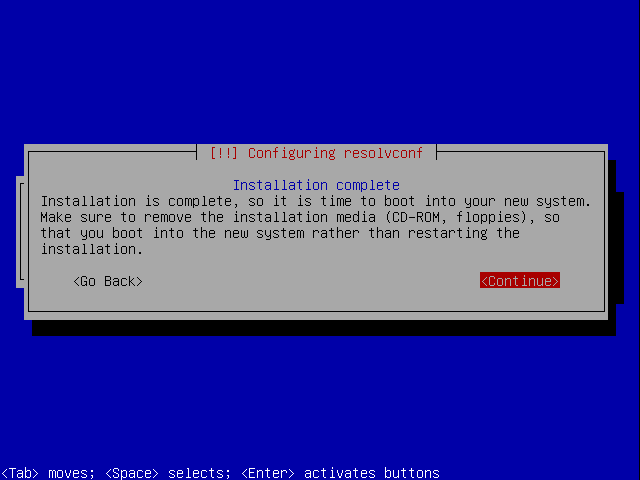 [!!] Configuring resolvconf
Installation complete
Installation is complete, so it is time to boot into your new system.
Make sure to remove the installation media (CD-ROM, floppies), so
that you boot into the new system rather than restarting the
installation.
<Go Back> <Continue>
<Tab> moves; <Space> selects; <Enter> activates buttons